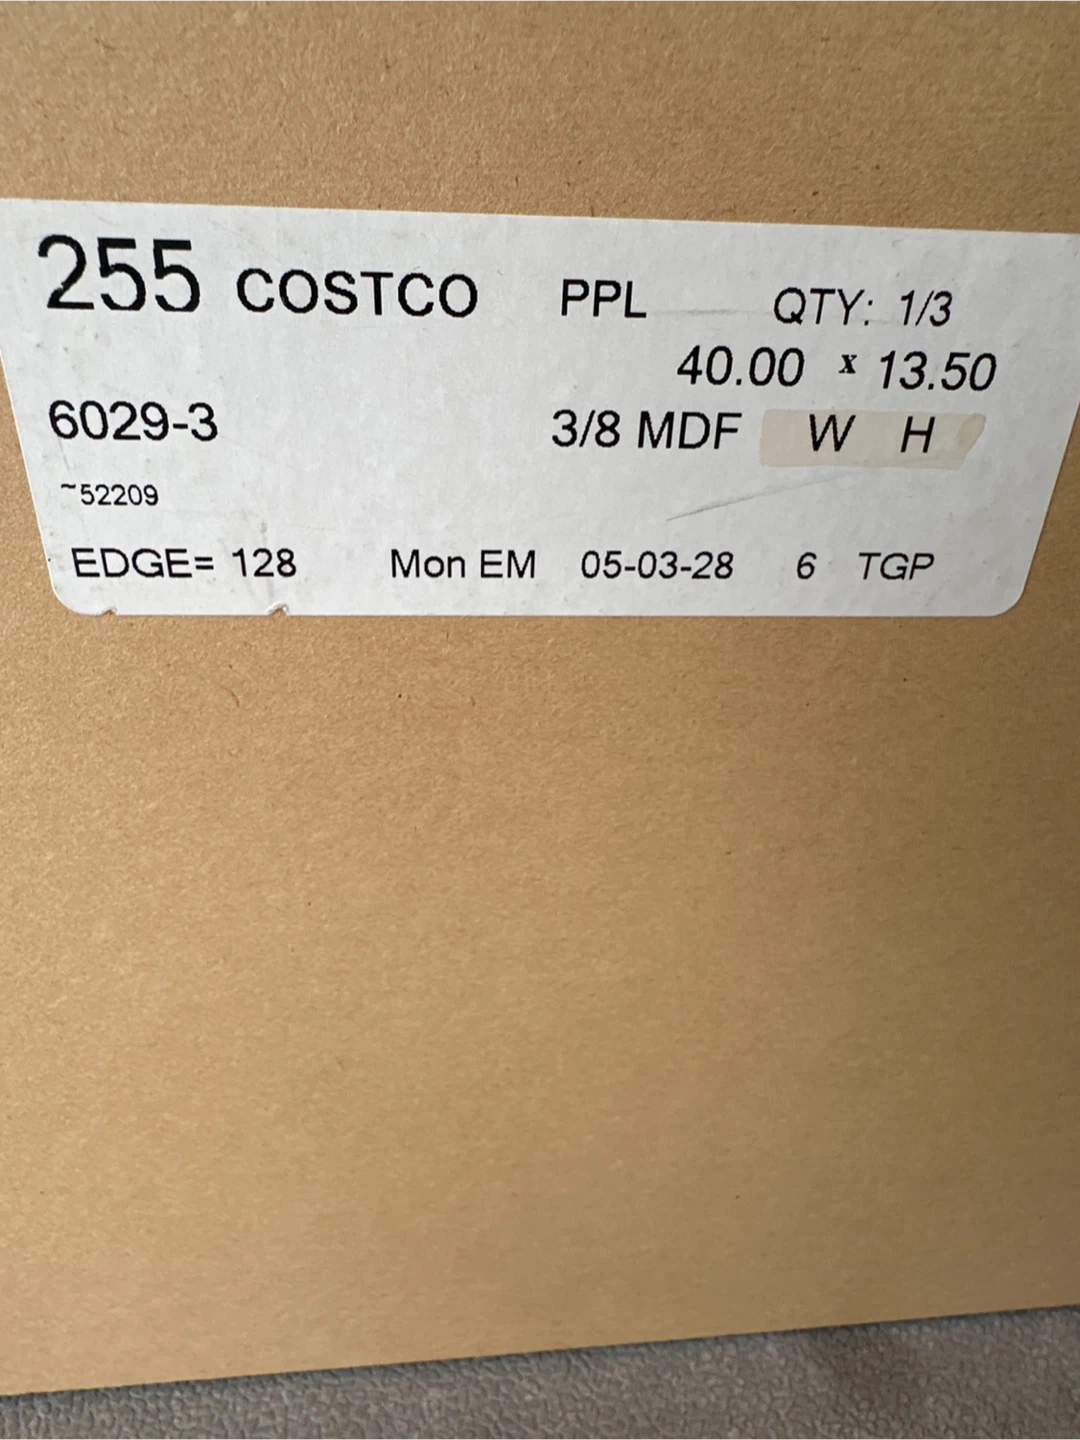 255 COSTCO PPL QTY: 1/3
40.00 x 13.50
6029-3 3/8 MDF W H
~52209
EDGE= 128 Mon EM 05-03-28 6 TGP